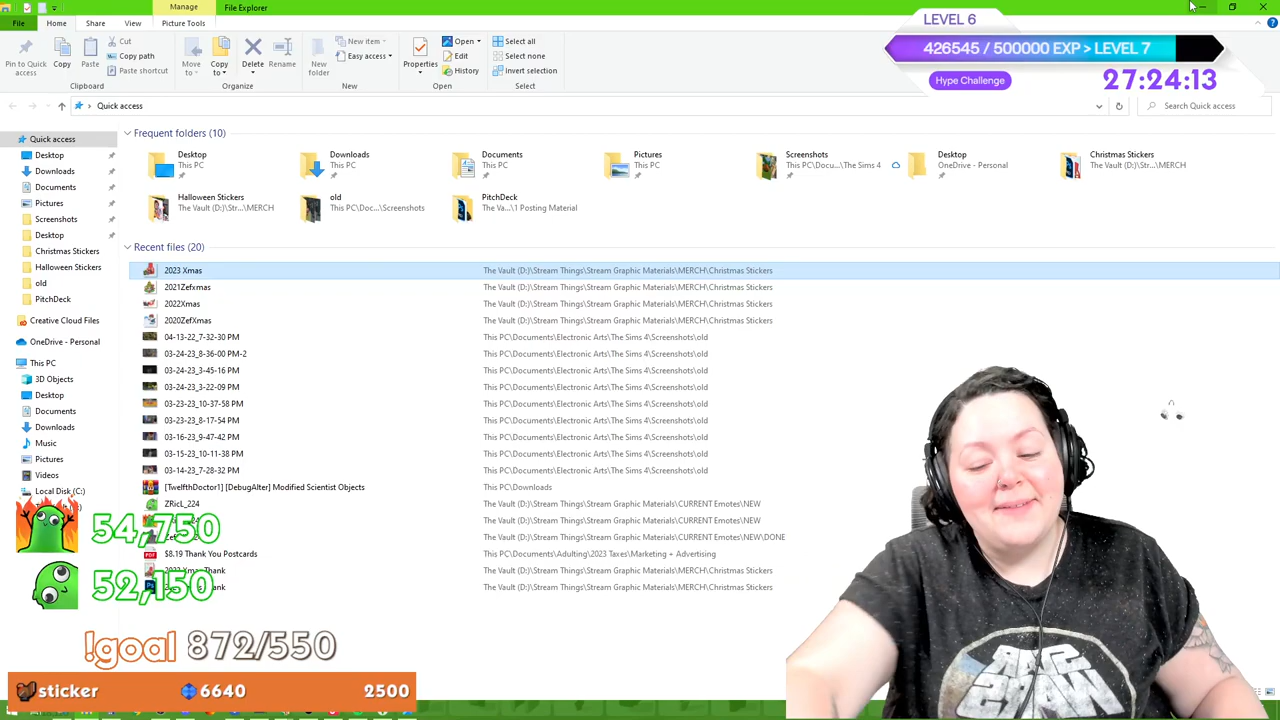 Manage
File Explorer
File Home Share View Picture Tools
Pin to Quick access
Copy
Paste
Cut
Copy path
Paste shortcut
Clipboard
Move to
Copy to
Delete
Rename
Organize
New folder
New item
Easy access
New
Properties
Open
Edit
History
Open
Select all
Select none
Invert selection
Select
LEVEL 6
426545 / 500000 EXP > LEVEL 7
Hype Challenge
27:24:13
Quick access
Search Quick access
Quick access
Desktop
Downloads
Documents
Pictures
Screenshots
Desktop
Christmas Stickers
Halloween Stickers
old
PitchDeck
Creative Cloud Files
OneDrive - Personal
This PC
3D Objects
Desktop
Documents
Downloads
Music
Pictures
Videos
Local Disk (C:)
Frequent folders (10)
Desktop
This PC
Downloads
This PC
Documents
This PC
Pictures
This PC
Screenshots
This PC\Docu...\The Sims 4
Desktop
OneDrive - Personal
Christmas Stickers
The Vault (D:)\Str...\MERCH
Halloween Stickers
The Vault (D:)\Str...\MERCH
old
This PC\Doc...\Screenshots
PitchDeck
The Va...\1 Posting Material
Recent files (20)
2023 Xmas The Vault (D:)\Stream Things\Stream Graphic Materials\MERCH\Christmas Stickers
2021Zefxmas The Vault (D:)\Stream Things\Stream Graphic Materials\MERCH\Christmas Stickers
2022Xmas The Vault (D:)\Stream Things\Stream Graphic Materials\MERCH\Christmas Stickers
2020ZefXmas The Vault (D:)\Stream Things\Stream Graphic Materials\MERCH\Christmas Stickers
04-13-22_7-32-30 PM This PC\Documents\Electronic Arts\The Sims 4\Screenshots\old
03-24-23_8-36-00 PM-2 This PC\Documents\Electronic Arts\The Sims 4\Screenshots\old
03-24-23_3-45-16 PM This PC\Documents\Electronic Arts\The Sims 4\Screenshots\old
03-24-23_3-22-09 PM This PC\Documents\Electronic Arts\The Sims 4\Screenshots\old
03-23-23_10-37-58 PM This PC\Documents\Electronic Arts\The Sims 4\Screenshots\old
03-23-23_8-17-54 PM This PC\Documents\Electronic Arts\The Sims 4\Screenshots\old
03-16-23_9-47-42 PM This PC\Documents\Electronic Arts\The Sims 4\Screenshots\old
03-15-23_10-11-38 PM This PC\Documents\Electronic Arts\The Sims 4\Screenshots\old
03-14-23_7-28-32 PM This PC\Documents\Electronic Arts\The Sims 4\Screenshots\old
[TwelfthDoctor1] [DebugAlter] Modified Scientist Objects This PC\Downloads
ZRicL_224 The Vault (D:)\Stream Things\Stream Graphic Materials\CURRENT Emotes\NEW
The Vault (D:)\Stream Things\Stream Graphic Materials\CURRENT Emotes\NEW
The Vault (D:)\Stream Things\Stream Graphic Materials\CURRENT Emotes\NEW\DONE
$8.19 Thank You Postcards This PC\Documents\Adulting\2023 Taxes\Marketing + Advertising
Thank The Vault (D:)\Stream Things\Stream Graphic Materials\MERCH\Christmas Stickers
The Vault (D:)\Stream Things\Stream Graphic Materials\MERCH\Christmas Stickers
54,750
52,150
!goal 872/550
sticker 6640 2500